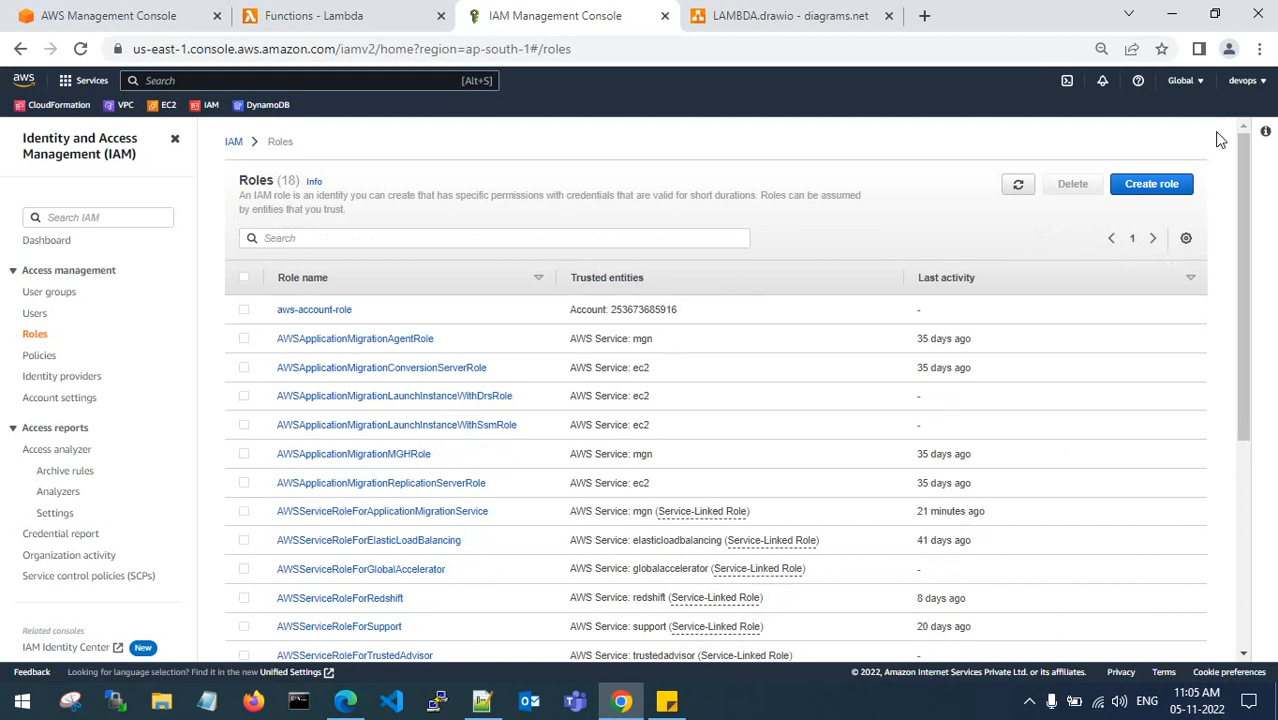 AWS Management Console
Functions - Lambda
IAM Management Console
LAMBDA.drawio - diagrams.net
us-east-1.console.aws.amazon.com/iamv2/home?region=ap-south-1#/roles
aws
Services
Search
[Alt+S]
Global
devops
CloudFormation
VPC
EC2
IAM
DynamoDB
Identity and Access
Management (IAM)
Search IAM
Dashboard
Access management
User groups
Users
Roles
Policies
Identity providers
Account settings
Access reports
Access analyzer
Archive rules
Analyzers
Settings
Credential report
Organization activity
Service control policies (SCPs)
Related consoles
IAM Identity Center
New
IAM > Roles
Roles (18) Info
An IAM role is an identity you can create that has specific permissions with credentials that are valid for short durations. Roles can be assumed
by entities that you trust.
Delete
Create role
Search
1
Role name Trusted entities Last activity
aws-account-role Account: 253673685916 -
AWSApplicationMigrationAgentRole AWS Service: mgn 35 days ago
AWSApplicationMigrationConversionServerRole AWS Service: ec2 35 days ago
AWSApplicationMigrationLaunchInstanceWithDrsRole AWS Service: ec2 -
AWSApplicationMigrationLaunchInstanceWithSsmRole AWS Service: ec2 -
AWSApplicationMigrationMGHRole AWS Service: mgn 35 days ago
AWSApplicationMigrationReplicationServerRole AWS Service: ec2 35 days ago
AWSServiceRoleForApplicationMigrationService AWS Service: mgn (Service-Linked Role) 21 minutes ago
AWSServiceRoleForElasticLoadBalancing AWS Service: elasticloadbalancing (Service-Linked Role) 41 days ago
AWSServiceRoleForGlobalAccelerator AWS Service: globalaccelerator (Service-Linked Role) -
AWSServiceRoleForRedshift AWS Service: redshift (Service-Linked Role) 8 days ago
AWSServiceRoleForSupport AWS Service: support (Service-Linked Role) 20 days ago
AWSServiceRoleForTrustedAdvisor AWS Service: trustedadvisor (Service-Linked Role)
Feedback
Looking for language selection? Find it in the new Unified Settings
© 2022, Amazon Internet Services Private Ltd. or its affiliates.
Privacy
Terms
Cookie preferences
ENG
11:05 AM
05-11-2022